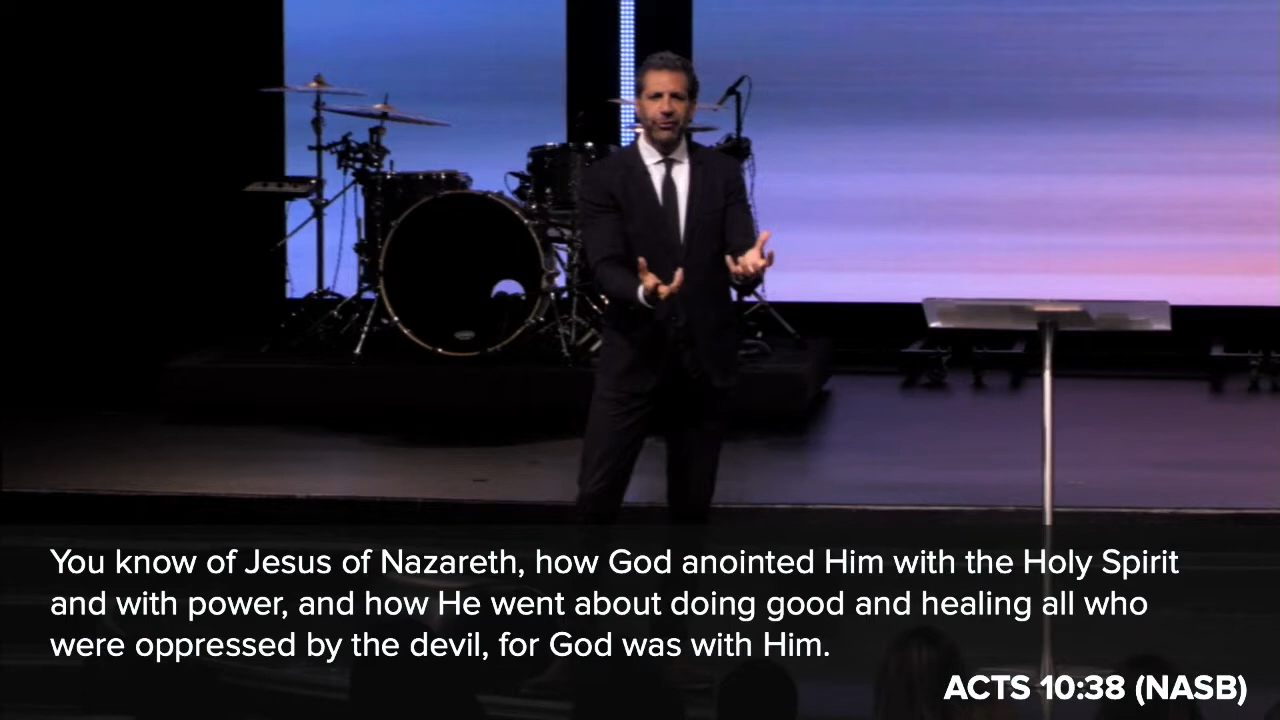 You know of Jesus of Nazareth, how God anointed Him with the Holy Spirit
and with power, and how He went about doing good and healing all who
were oppressed by the devil, for God was with Him.
ACTS 10:38 (NASB)